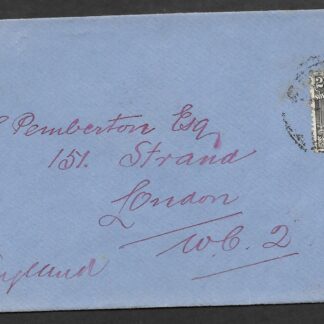 Pemberton Esq
151. Strand
London
W.C. 2
England